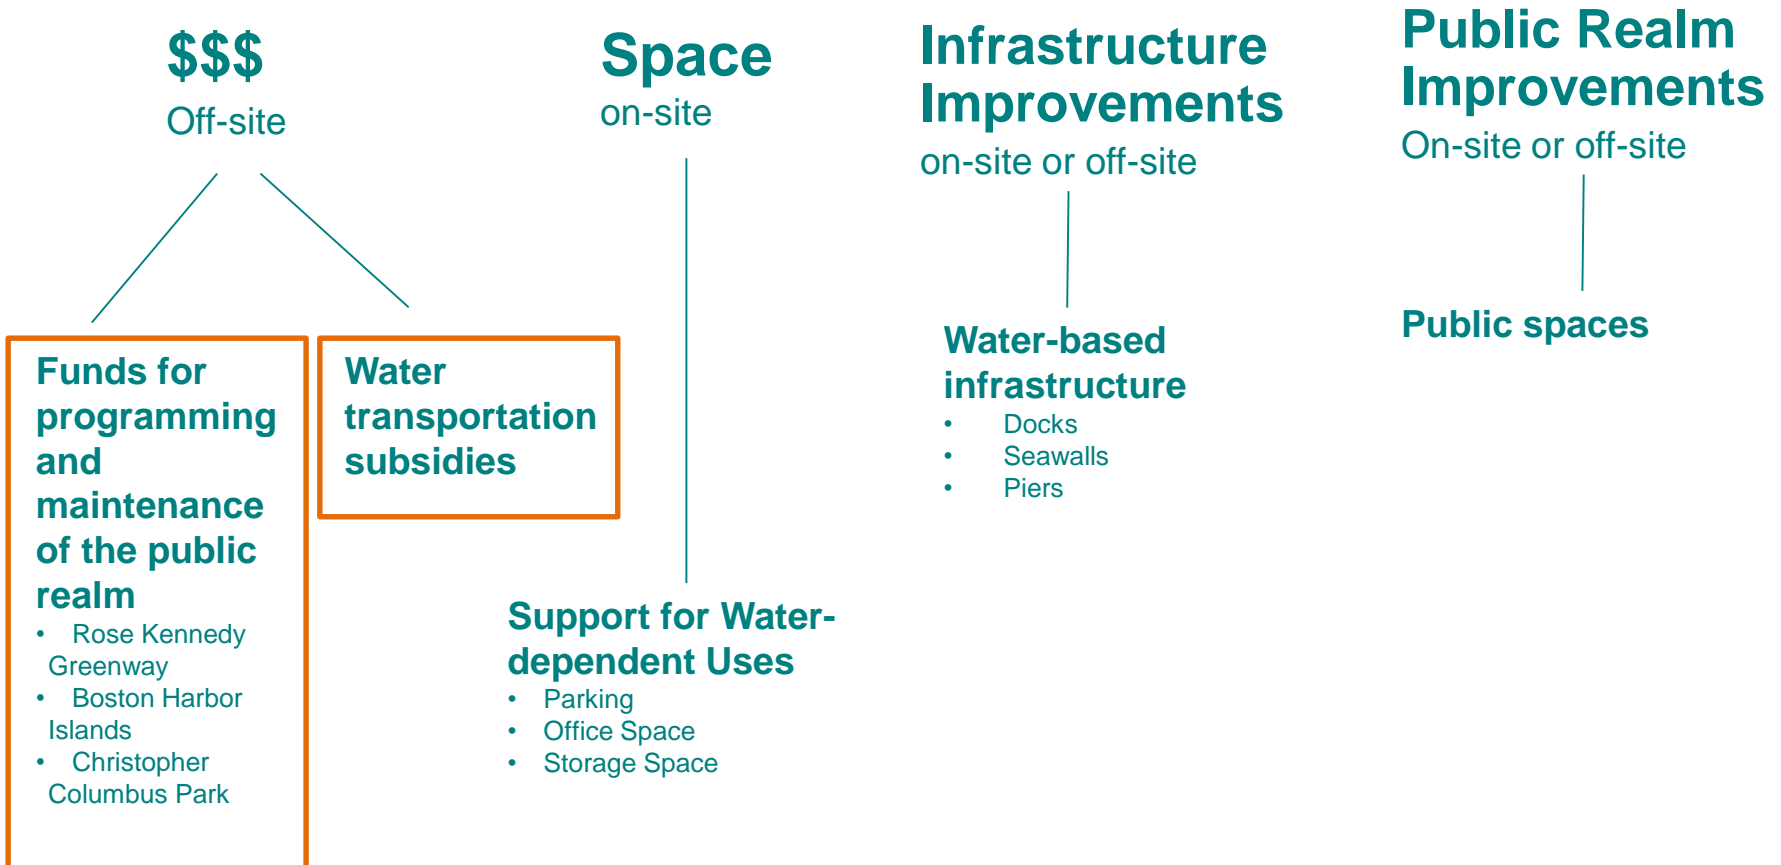 $$$
Off-site
Funds for
programming
and
maintenance
of the public
realm
• Rose Kennedy
Greenway
• Boston Harbor
Islands
• Christopher
Columbus Park
Water
transportation
subsidies
Space
on-site
Support for Water-
dependent Uses
• Parking
• Office Space
• Storage Space
Infrastructure
Improvements
on-site or off-site
Water-based
infrastructure
• Docks
• Seawalls
• Piers
Public Realm
Improvements
On-site or off-site
Public spaces